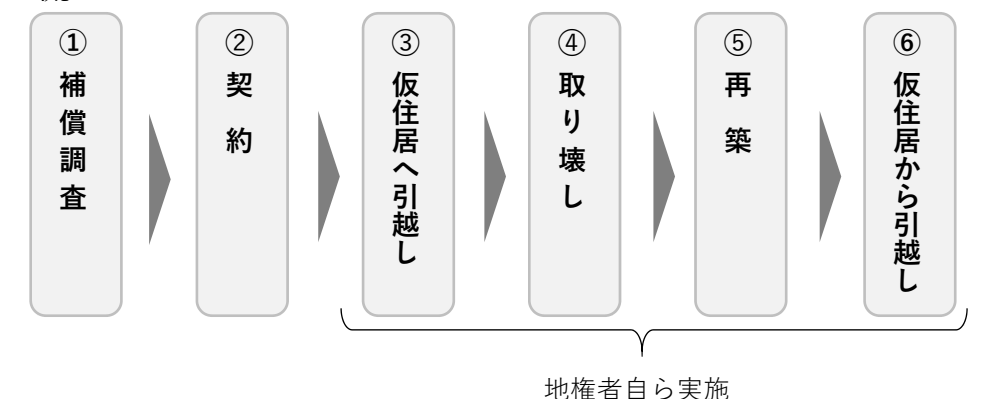 ①補償調査
②契約
③仮住居へ引越し
④取り壊し
⑤再築
⑥仮住居から引越し
地権者自ら実施